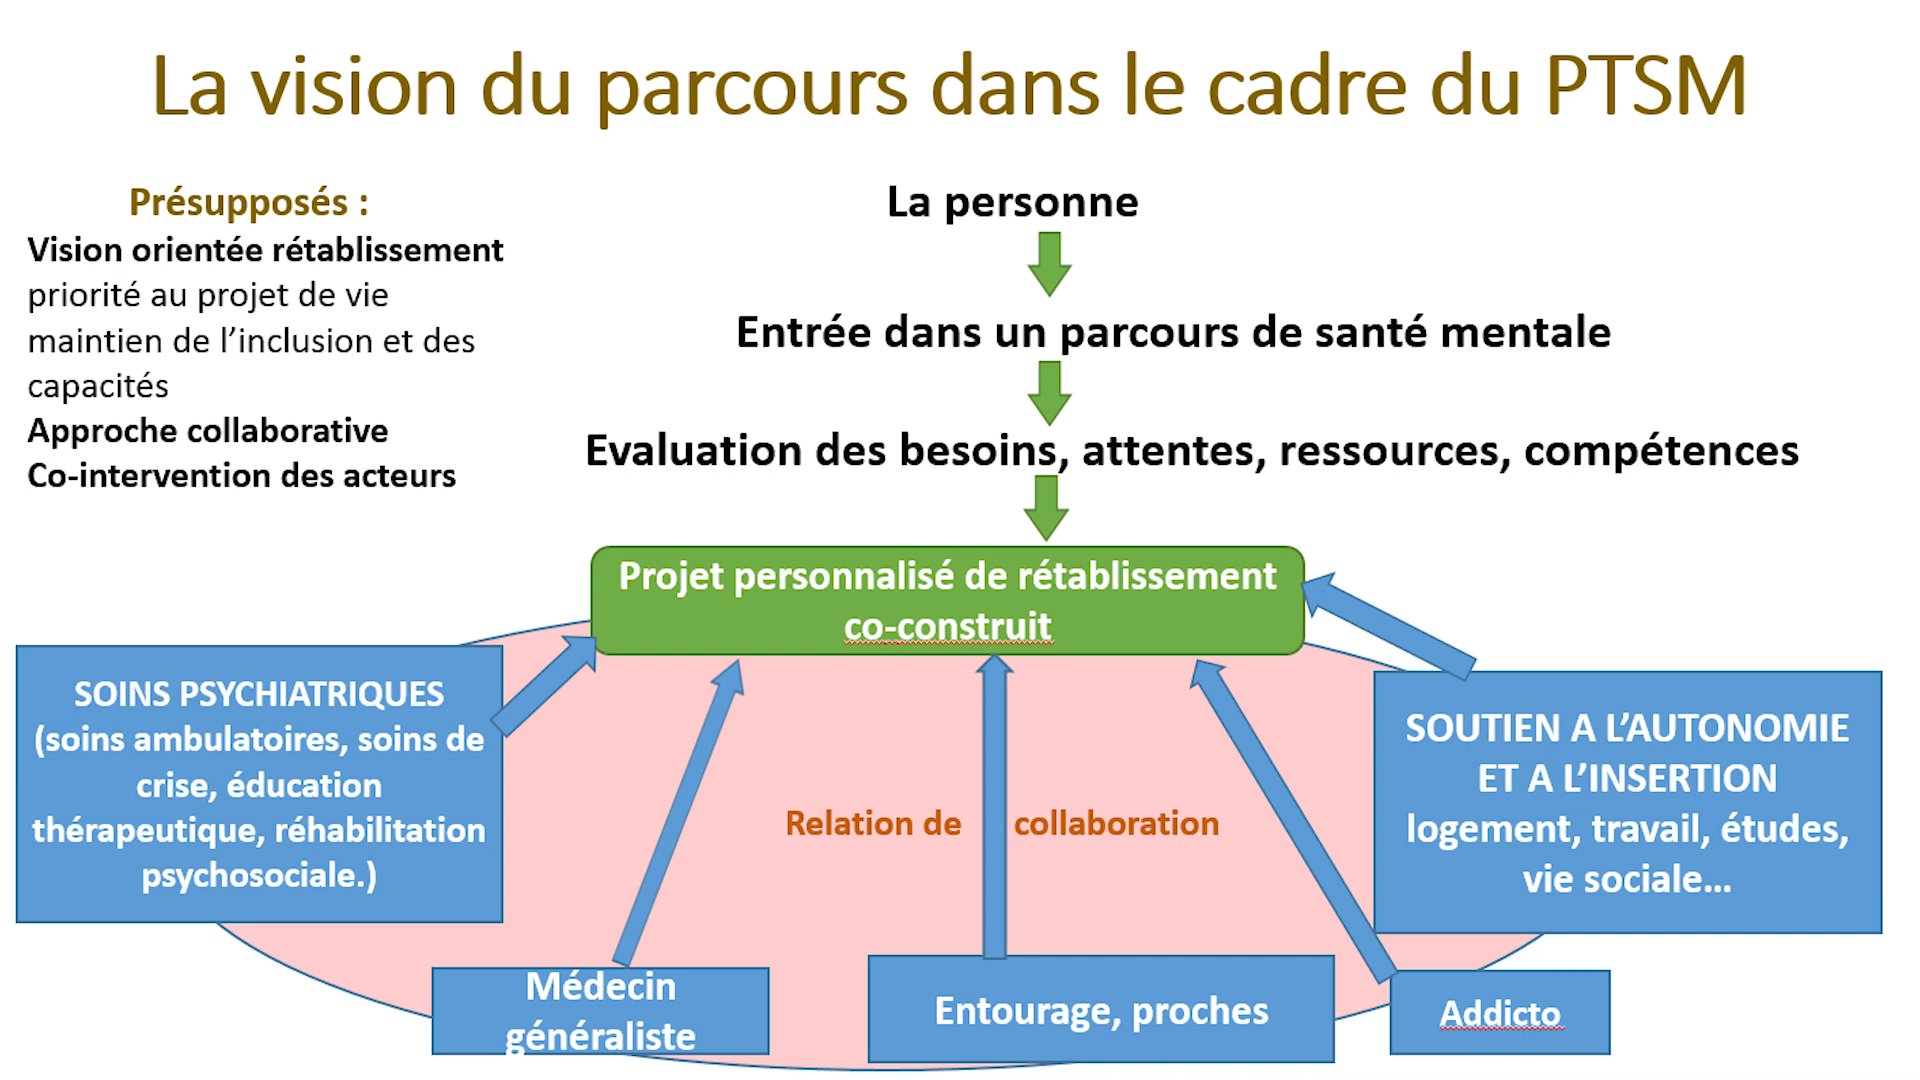 La vision du parcours dans le cadre du PTSM
Présupposés :
Vision orientée rétablissement
priorité au projet de vie
maintien de l’inclusion et des
capacités
Approche collaborative
Co-intervention des acteurs
La personne
Entrée dans un parcours de santé mentale
Evaluation des besoins, attentes, ressources, compétences
Projet personnalisé de rétablissement
co-construit
SOINS PSYCHIATRIQUES
(soins ambulatoires, soins de
crise, éducation
thérapeutique, réhabilitation
psychosociale.)
Relation de collaboration
SOUTIEN A L’AUTONOMIE
ET A L’INSERTION
logement, travail, études,
vie sociale…
Médecin
généraliste
Entourage, proches
Addicto